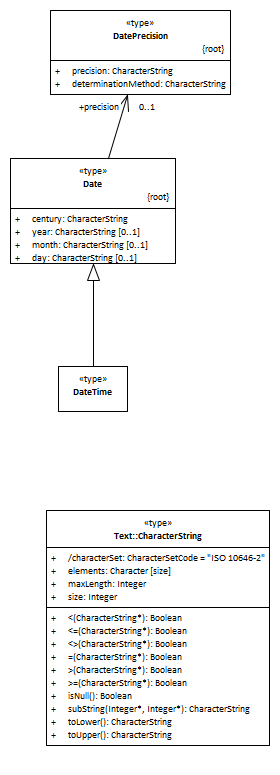 «type»
DatePrecision
{root}
+ precision: CharacterString
+ determinationMethod: CharacterString
+precision 0..1
«type»
Date
{root}
+ century: CharacterString
+ year: CharacterString [0..1]
+ month: CharacterString [0..1]
+ day: CharacterString [0..1]
«type»
DateTime
«type»
Text::CharacterString
+ /characterSet: CharacterSetCode = "ISO 10646-2"
+ elements: Character [size]
+ maxLength: Integer
+ size: Integer
+ <(CharacterString*): Boolean
+ <=(CharacterString*): Boolean
+ <>(CharacterString*): Boolean
+ =(CharacterString*): Boolean
+ >(CharacterString*): Boolean
+ >=(CharacterString*): Boolean
+ isNull(): Boolean
+ subString(Integer*, Integer*): CharacterString
+ toLower(): CharacterString
+ toUpper(): CharacterString